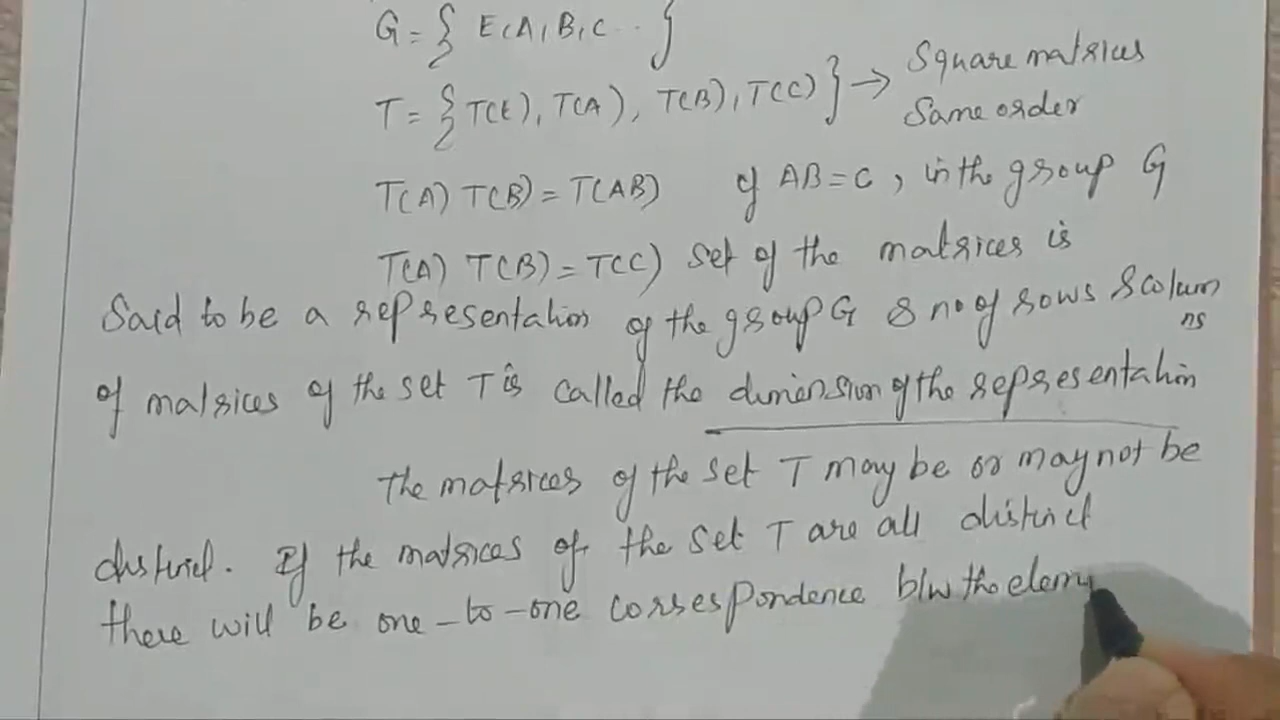 G = { E, A, B, C .. }
T = { T(E), T(A), T(B), T(C) } → Square matrices
Same order
T(A) T(B) = T(AB) if AB = C, in the group G
T(A) T(B) = T(C) set of the matrices is
Said to be a representation of the group G & no of rows & colum
ns
of matrices of the set T is called the dimension of the representation
The matrices of the set T may be or may not be
distinct. If the matrices of the set T are all distinct
there will be one-to-one correspondence b/w the elem